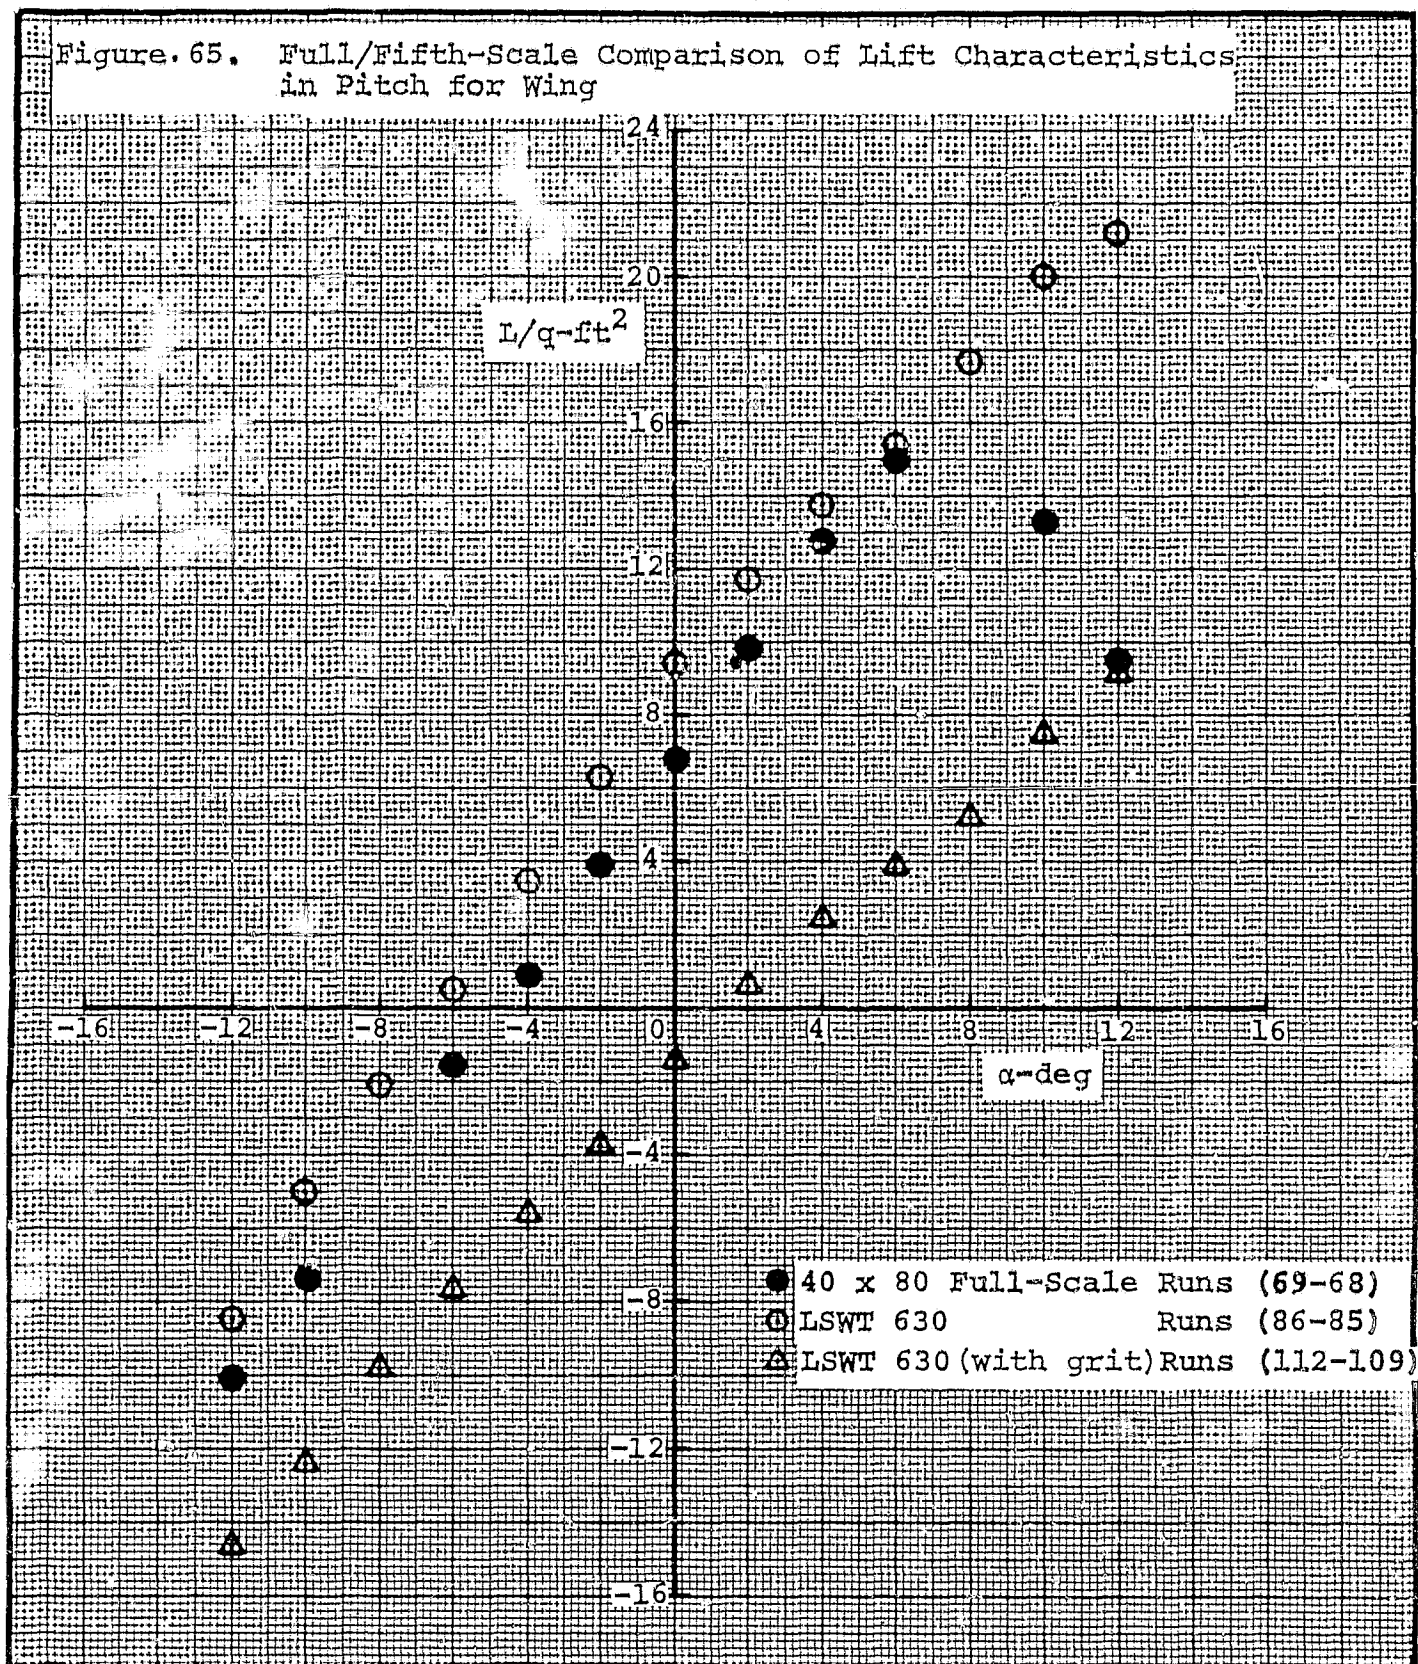 Figure.65. Full/Fifth-Scale Comparison of Lift Characteristics
in Pitch for Wing
24
20
L/q-ft²
16
12
8
4
-16 -12 -8 -4 0 4 8 12 16
α-deg
-4
40 x 80 Full-Scale Runs (69-68)
-8
LSWT 630 Runs (86-85)
LSWT 630 (with grit) Runs (112-109)
-12
-16